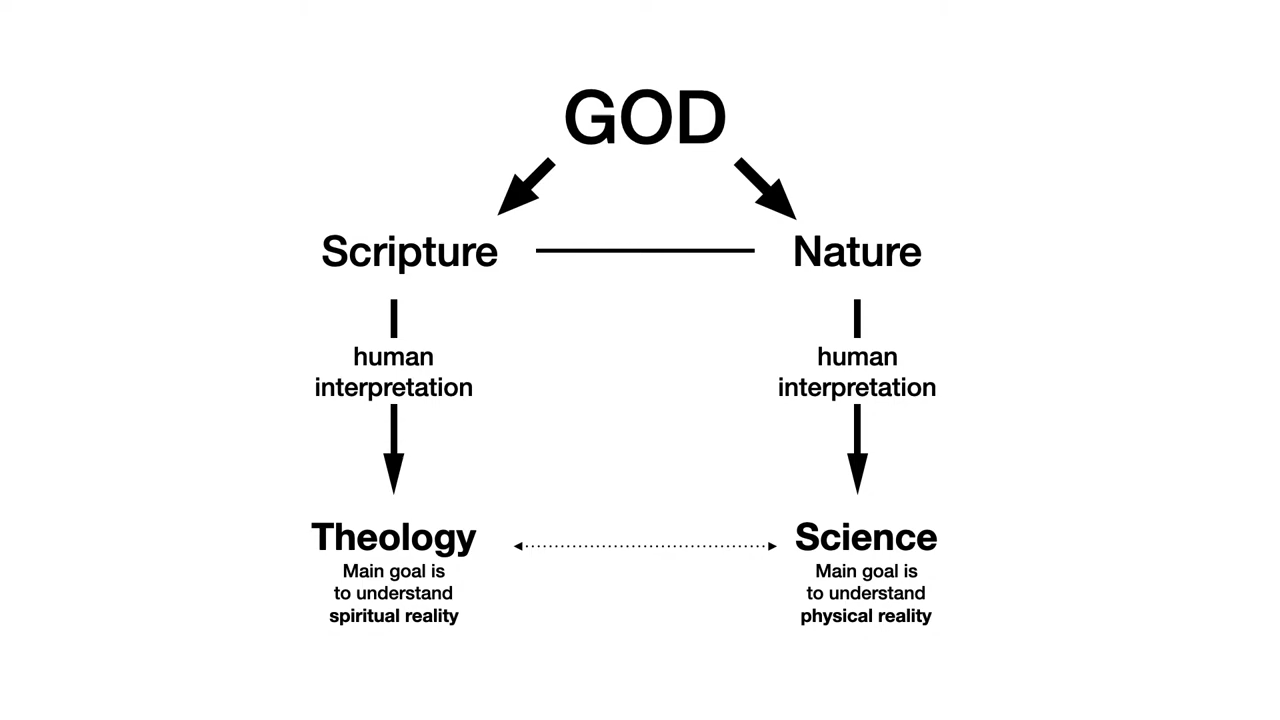 GOD
Scripture
Nature
human
interpretation
human
interpretation
Theology
Main goal is
to understand
spiritual reality
Science
Main goal is
to understand
physical reality